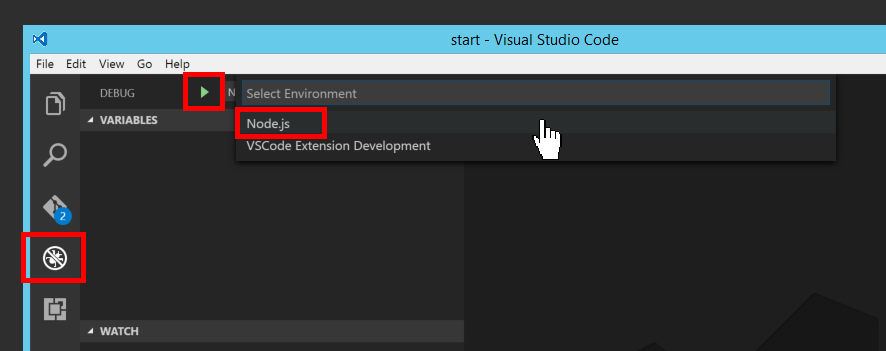 start - Visual Studio Code
File Edit View Go Help
DEBUG N Select Environment
VARIABLES
Node.js
VSCode Extension Development
2
WATCH